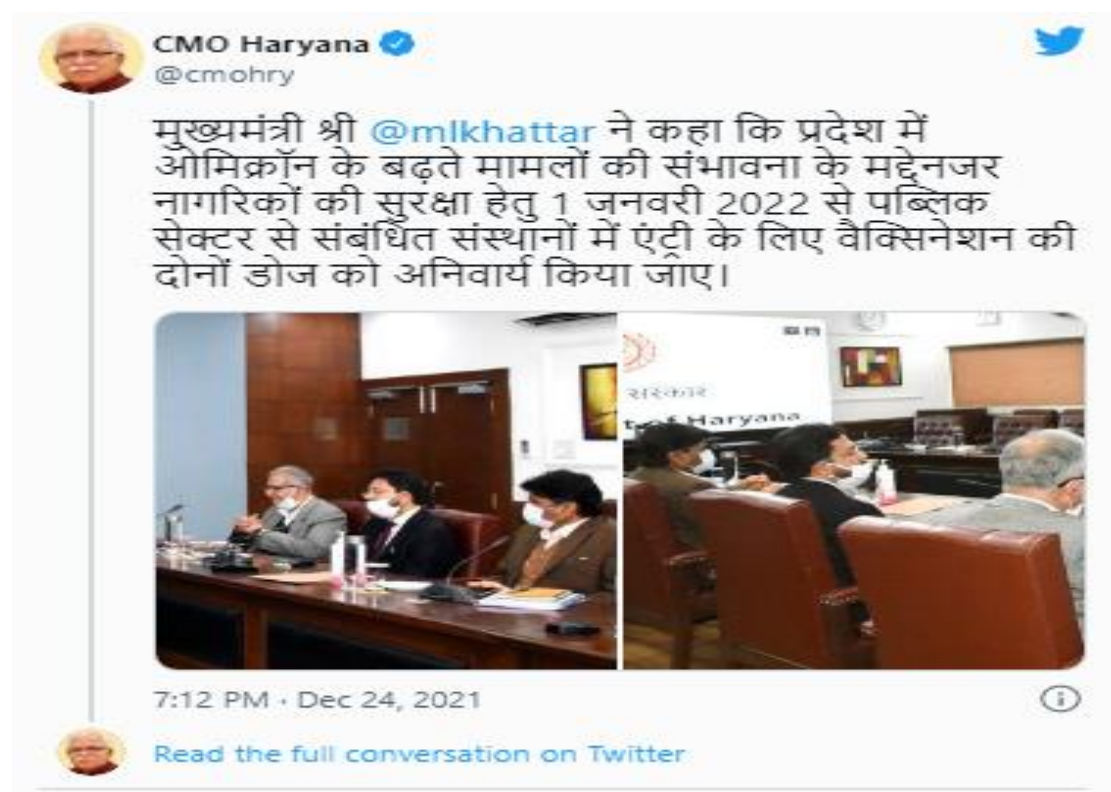 CMO Haryana
@cmohry
मुख्यमंत्री श्री @mlkhattar ने कहा कि प्रदेश में
ओमिक्रॉन के बढ़ते मामलों की संभावना के मद्देनजर
नागरिकों की सुरक्षा हेतु 1 जनवरी 2022 से पब्लिक
सेक्टर से संबंधित संस्थानों में एंट्री के लिए वैक्सिनेशन की
दोनों डोज को अनिवार्य किया जाए।
सरकार
t of Haryana
7:12 PM · Dec 24, 2021
Read the full conversation on Twitter